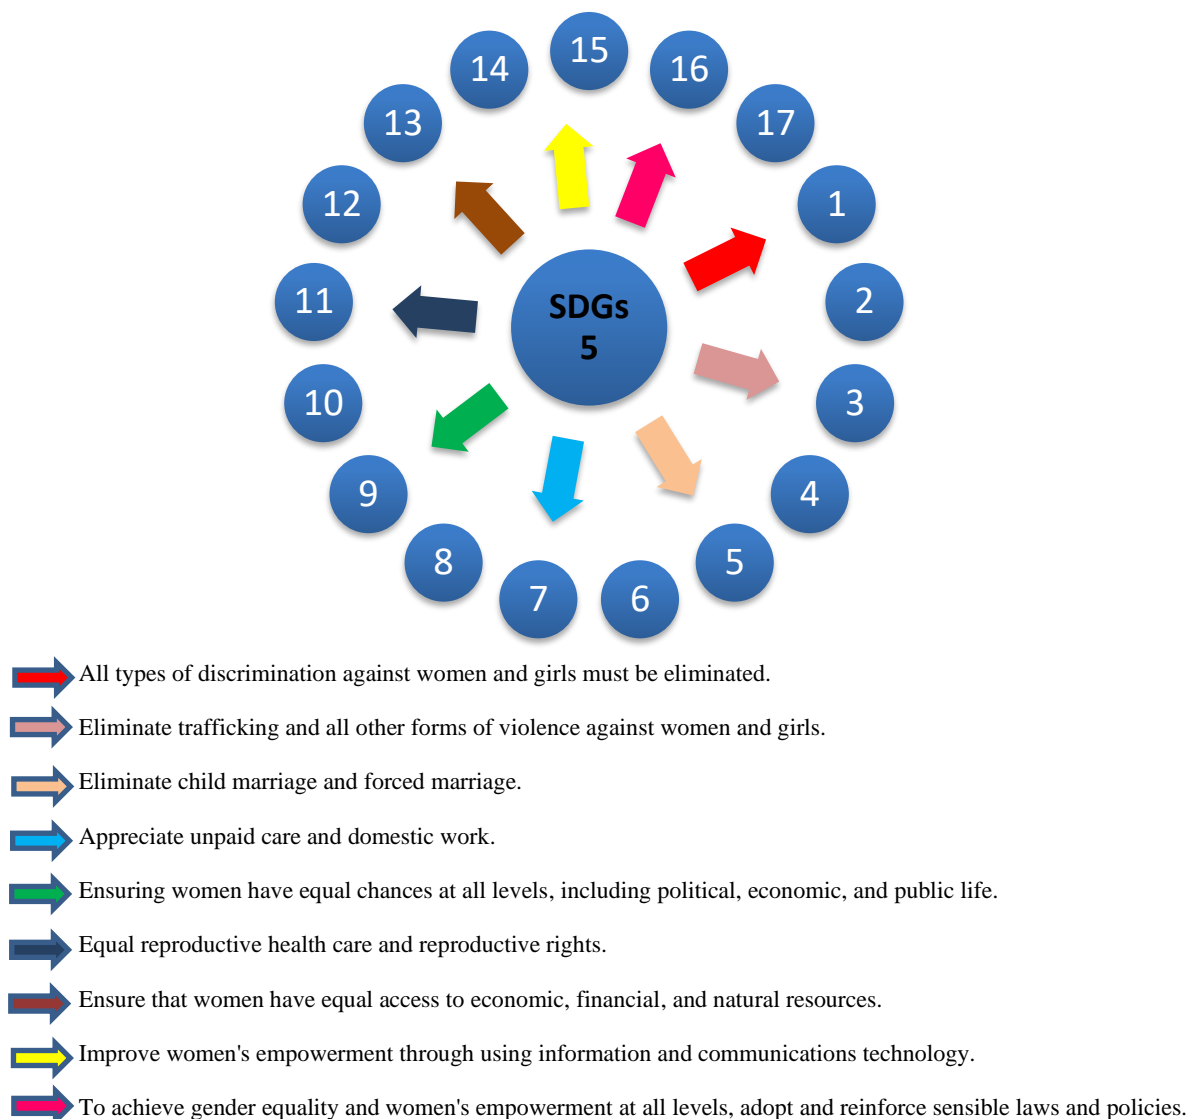 15
14
16
13
17
12
1
11
SDGs
5
2
10
3
9
4
8
5
7
6
All types of discrimination against women and girls must be eliminated.
Eliminate trafficking and all other forms of violence against women and girls.
Eliminate child marriage and forced marriage.
Appreciate unpaid care and domestic work.
Ensuring women have equal chances at all levels, including political, economic, and public life.
Equal reproductive health care and reproductive rights.
Ensure that women have equal access to economic, financial, and natural resources.
Improve women's empowerment through using information and communications technology.
To achieve gender equality and women's empowerment at all levels, adopt and reinforce sensible laws and policies.